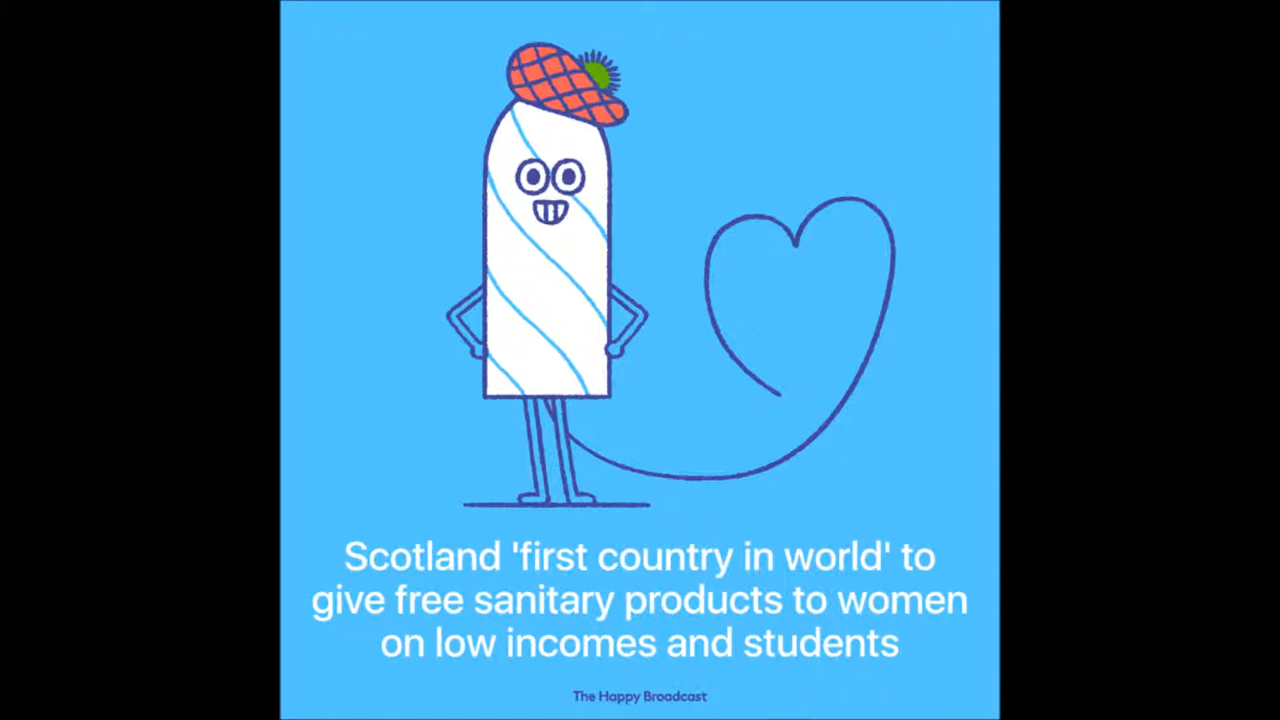 Scotland 'first country in world' to
give free sanitary products to women
on low incomes and students
The Happy Broadcast